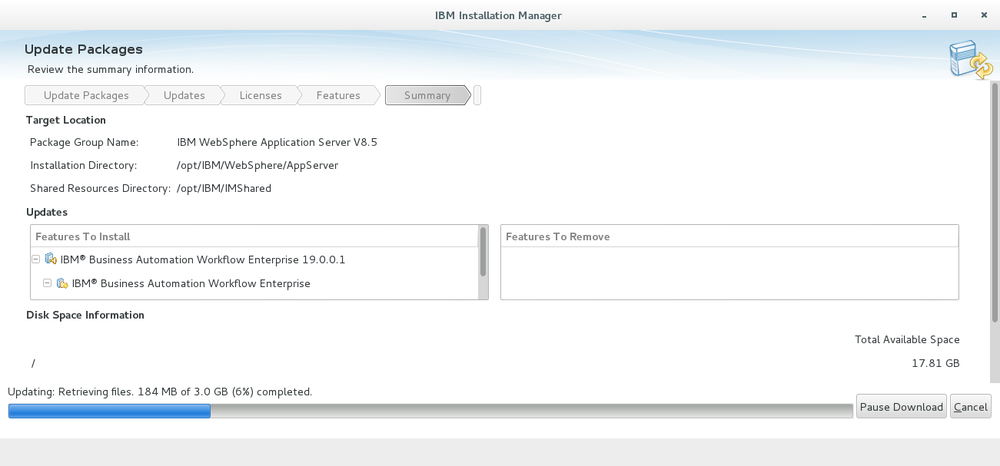 IBM Installation Manager
Update Packages
Review the summary information.
Update Packages Updates Licenses Features Summary
Target Location
Package Group Name: IBM WebSphere Application Server V8.5
Installation Directory: /opt/IBM/WebSphere/AppServer
Shared Resources Directory: /opt/IBM/IMShared
Updates
Features To Install Features To Remove
IBM® Business Automation Workflow Enterprise 19.0.0.1
IBM® Business Automation Workflow Enterprise
Disk Space Information
Total Available Space
/ 17.81 GB
Updating: Retrieving files. 184 MB of 3.0 GB (6%) completed.
Pause Download Cancel